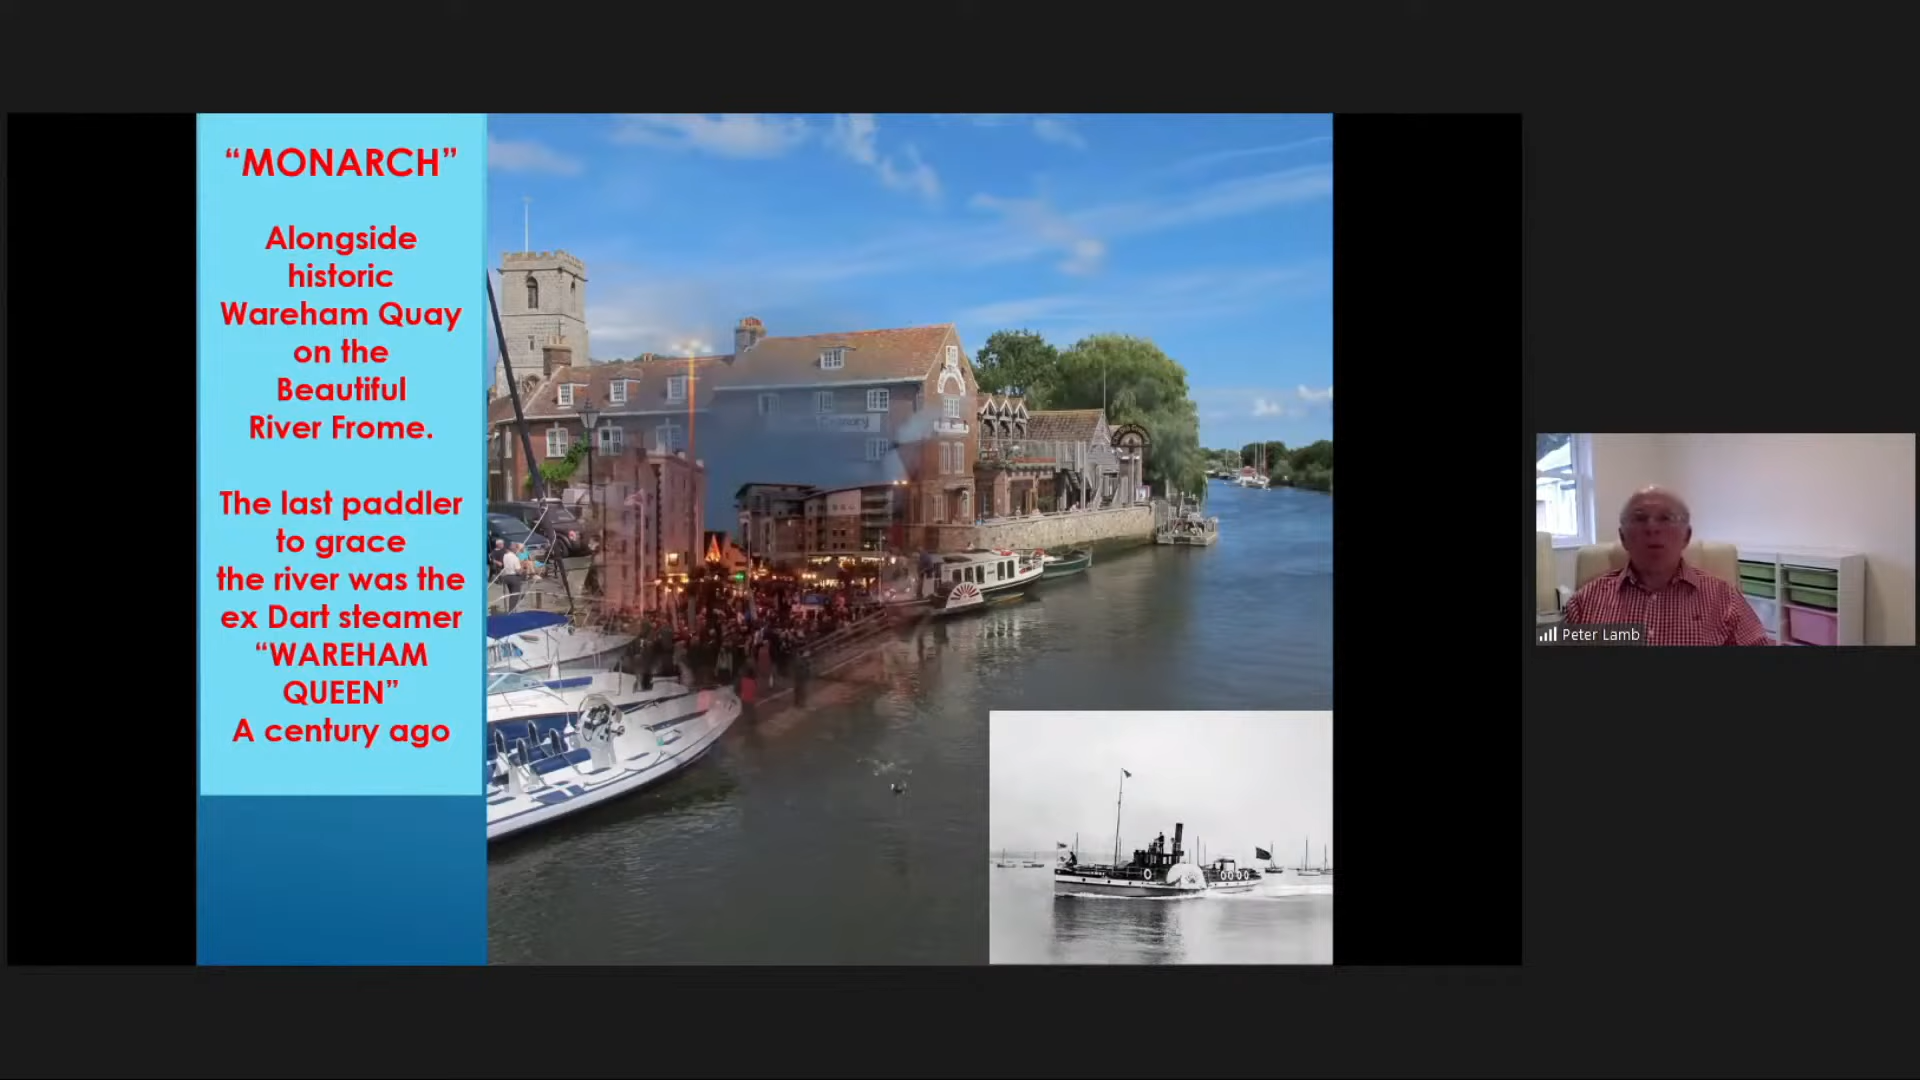 “MONARCH”
Alongside
historic
Wareham Quay
on the
Beautiful
River Frome.
The last paddler
to grace
the river was the
ex Dart steamer
“WAREHAM
QUEEN”
A century ago
Granary
Peter Lamb